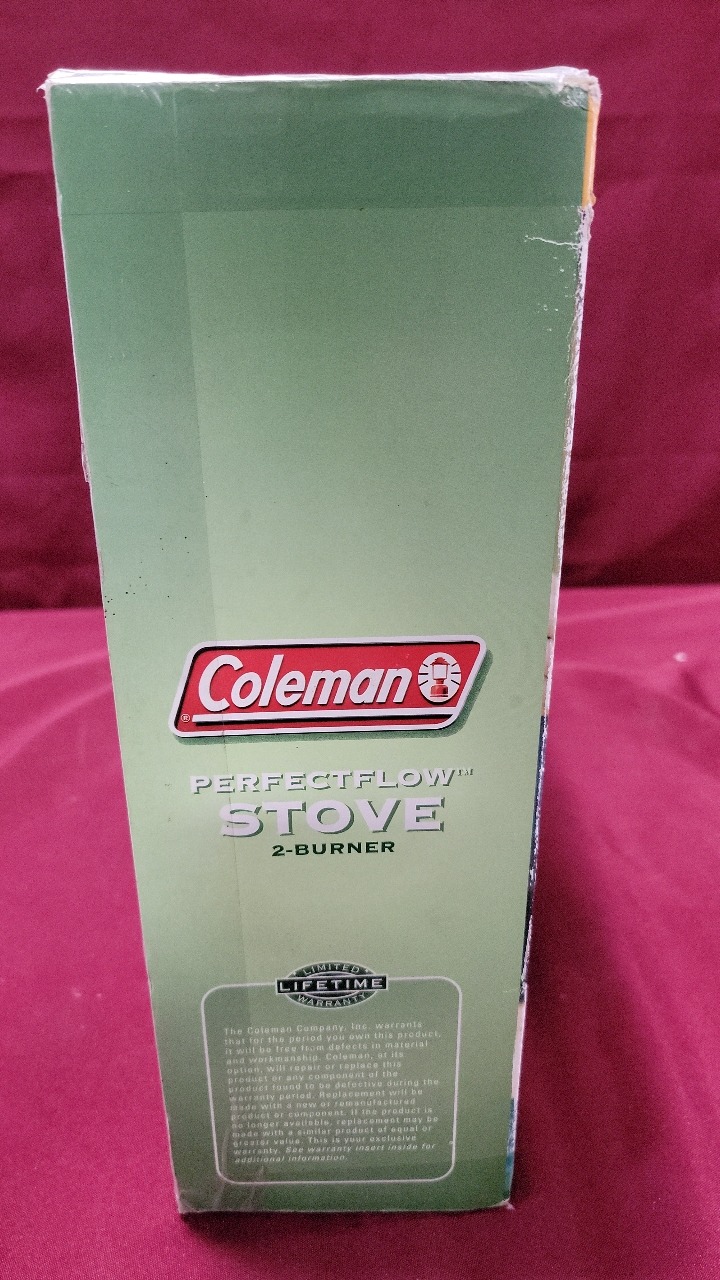 Coleman
®
PERFECTFLOW™
STOVE
2-BURNER
LIMITED
LIFETIME
WARRANTY
The Coleman Company, Inc. warrants
that for the period you own this product,
it will be free from defects in material
and workmanship. Coleman, at its
option, will repair or replace this
product or any component of the
product found to be defective during the
warranty period. Replacement will be
made with a new or remanufactured
product or component. If the product is
no longer available, replacement may be
made with a similar product of equal or
greater value. This is your exclusive
warranty. See warranty insert inside for
additional information.